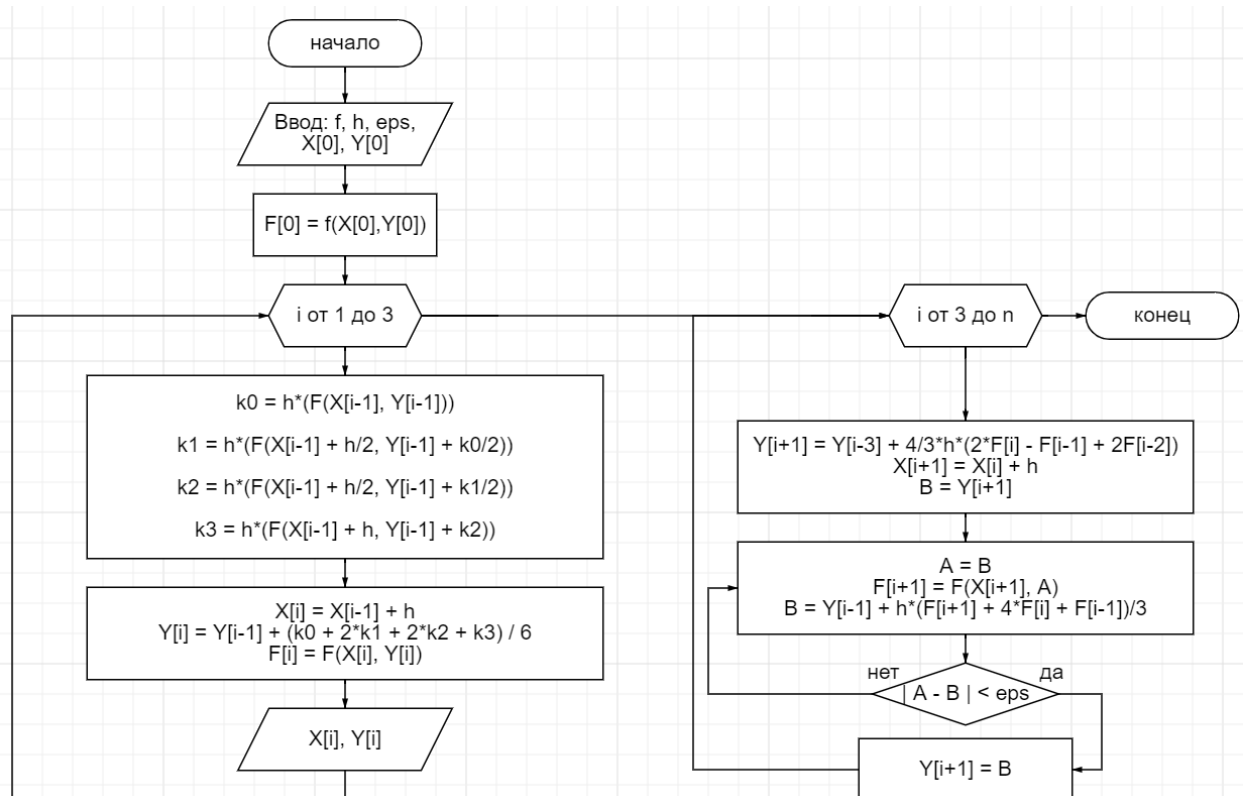 начало
Ввод: f, h, eps,
X[0], Y[0]
F[0] = f(X[0],Y[0])
i от 1 до 3
k0 = h*(F(X[i-1], Y[i-1]))
k1 = h*(F(X[i-1] + h/2, Y[i-1] + k0/2))
k2 = h*(F(X[i-1] + h/2, Y[i-1] + k1/2))
k3 = h*(F(X[i-1] + h, Y[i-1] + k2))
X[i] = X[i-1] + h
Y[i] = Y[i-1] + (k0 + 2*k1 + 2*k2 + k3) / 6
F[i] = F(X[i], Y[i])
X[i], Y[i]
i от 3 до n
конец
Y[i+1] = Y[i-3] + 4/3*h*(2*F[i] - F[i-1] + 2F[i-2])
X[i+1] = X[i] + h
B = Y[i+1]
A = B
F[i+1] = F(X[i+1], A)
B = Y[i-1] + h*(F[i+1] + 4*F[i] + F[i-1])/3
нет
да
| A - B | < eps
Y[i+1] = B